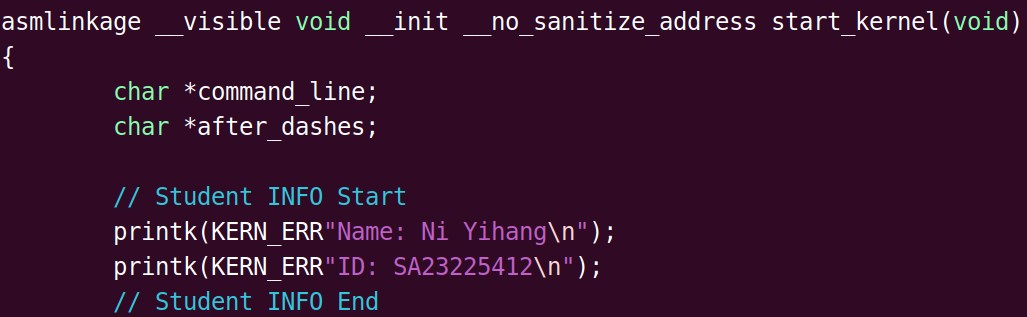 asmlinkage __visible void __init __no_sanitize_address start_kernel(void)
{
        char *command_line;
        char *after_dashes;

        // Student INFO Start
        printk(KERN_ERR"Name: Ni Yihang\n");
        printk(KERN_ERR"ID: SA23225412\n");
        // Student INFO End